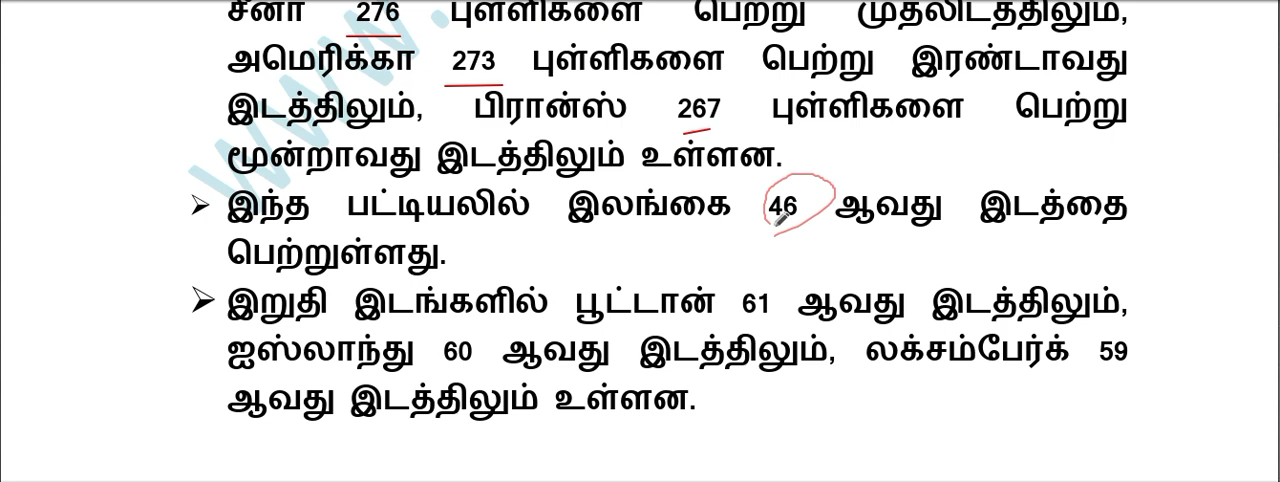 சீனா 276 புள்ளிகளை பெற்று முதலிடத்திலும்,
அமெரிக்கா 273 புள்ளிகளை பெற்று இரண்டாவது
இடத்திலும், பிரான்ஸ் 267 புள்ளிகளை பெற்று
மூன்றாவது இடத்திலும் உள்ளன.
➢ இந்த பட்டியலில் இலங்கை 46 ஆவது இடத்தை
பெற்றுள்ளது.
➢ இறுதி இடங்களில் பூட்டான் 61 ஆவது இடத்திலும்,
ஐஸ்லாந்து 60 ஆவது இடத்திலும், லக்சம்பேர்க் 59
ஆவது இடத்திலும் உள்ளன.
www.